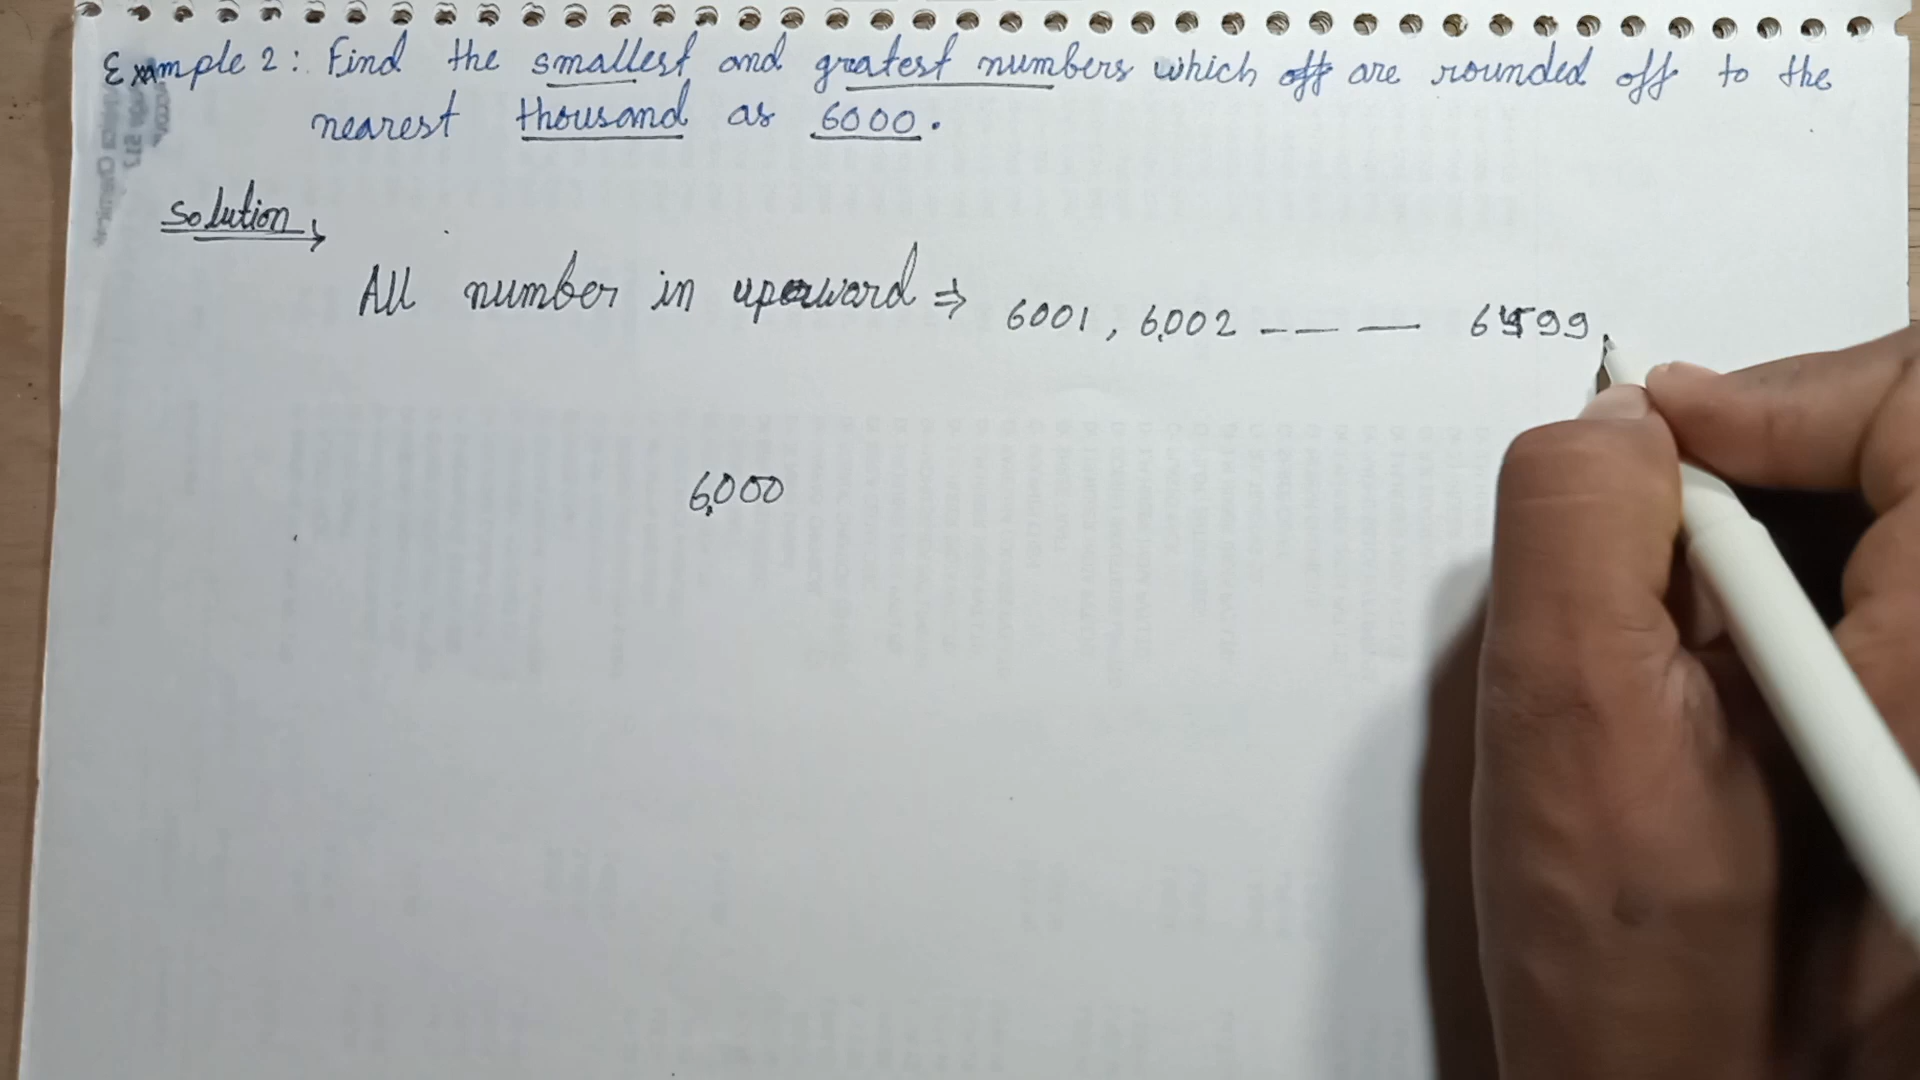 Example 2: Find the smallest and greatest numbers which off are rounded off to the
nearest thousand as 6000.
Solution
All number in upward ⇒ 6001, 6,002 ――― 6499.
6,000